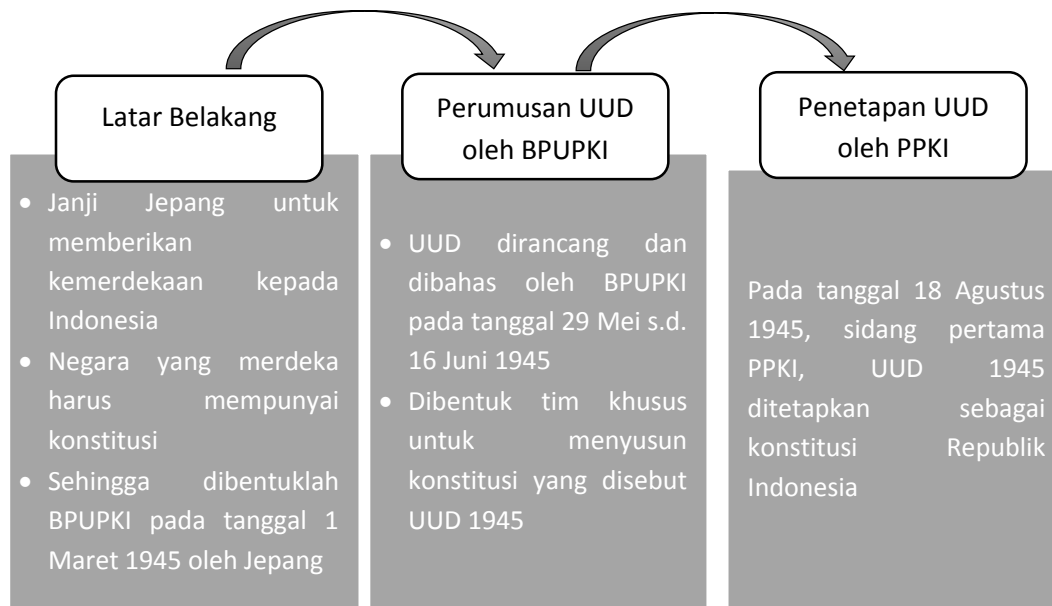 Latar Belakang
• Janji Jepang untuk
memberikan
kemerdekaan kepada
Indonesia
• Negara yang merdeka
harus mempunyai
konstitusi
• Sehingga dibentuklah
BPUPKI pada tanggal 1
Maret 1945 oleh Jepang
Perumusan UUD
oleh BPUPKI
• UUD dirancang dan
dibahas oleh BPUPKI
pada tanggal 29 Mei s.d.
16 Juni 1945
• Dibentuk tim khusus
untuk menyusun
konstitusi yang disebut
UUD 1945
Penetapan UUD
oleh PPKI
Pada tanggal 18 Agustus
1945, sidang pertama
PPKI, UUD 1945
ditetapkan sebagai
konstitusi Republik
Indonesia